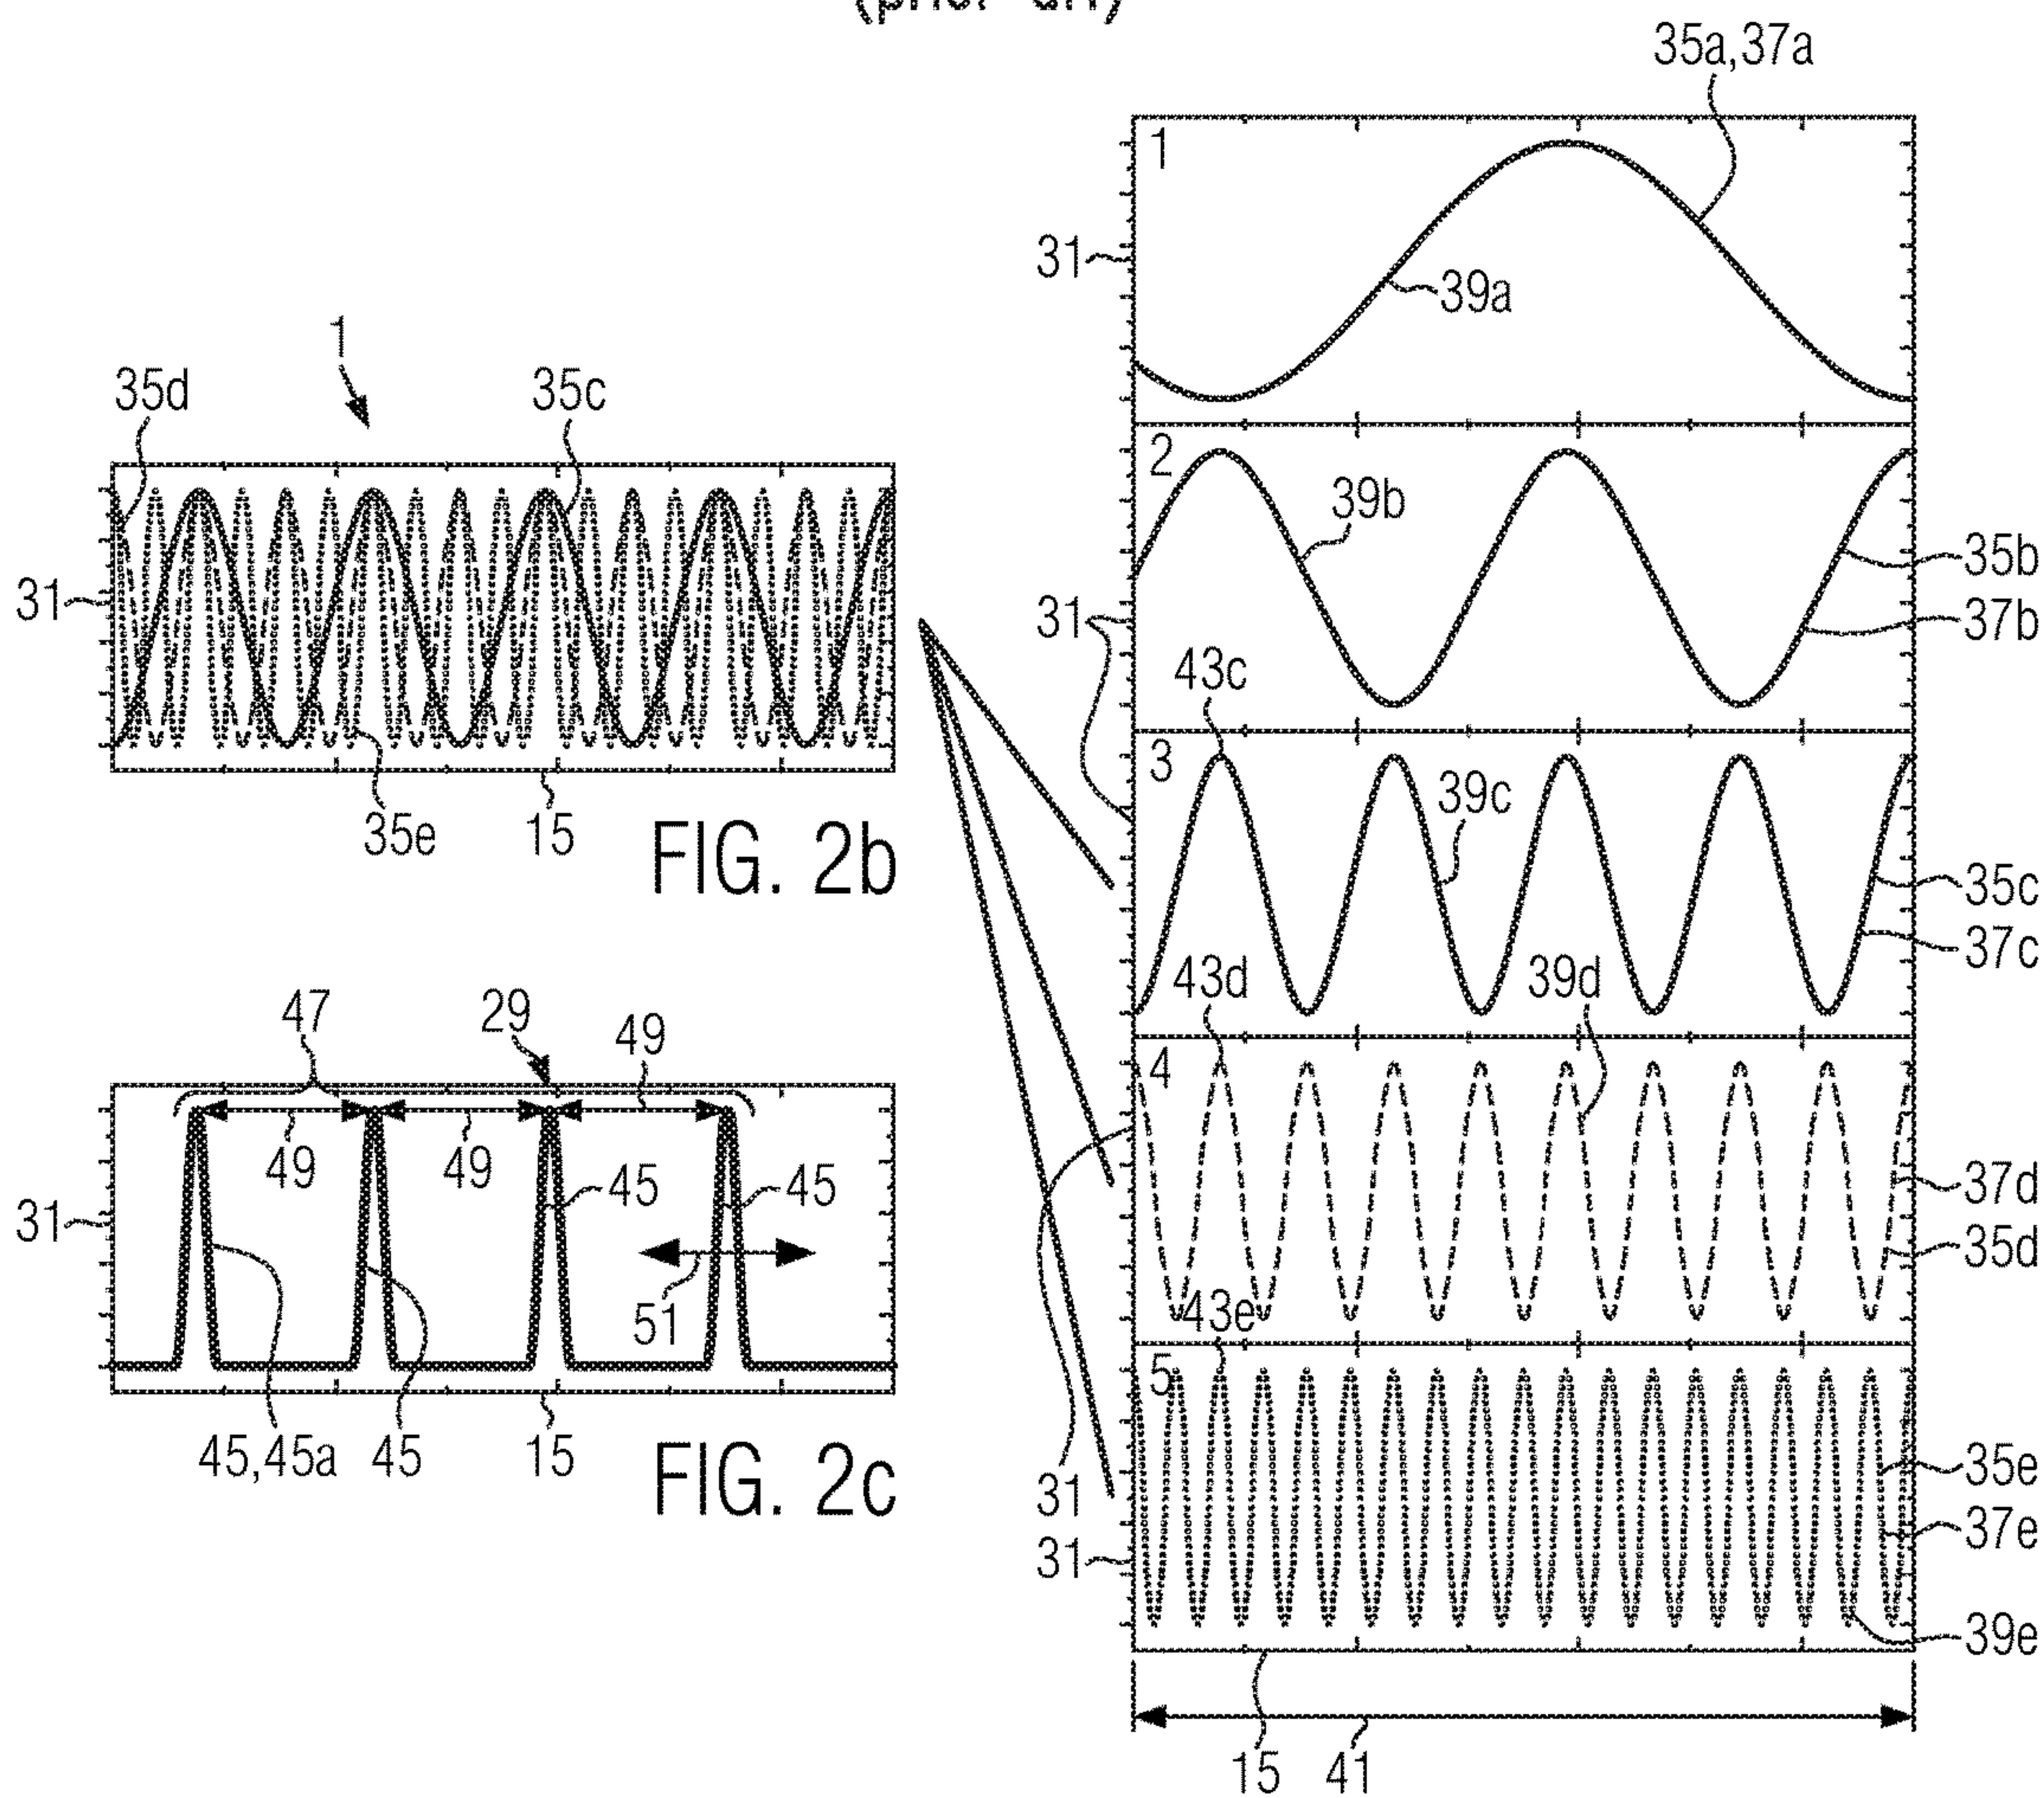 (prior art)
35a,37a
1
31
39a
1
35d
35c
2
39b
35b
31
37b
31
43c
3
39c
35e
15
FIG. 2b
35c
37c
43d
39d
47
29
49
4
49
49
45
45
37d
31
35d
51
43e
5
45,45a
45
15
FIG. 2c
35e
31
37e
31
39e
15
41